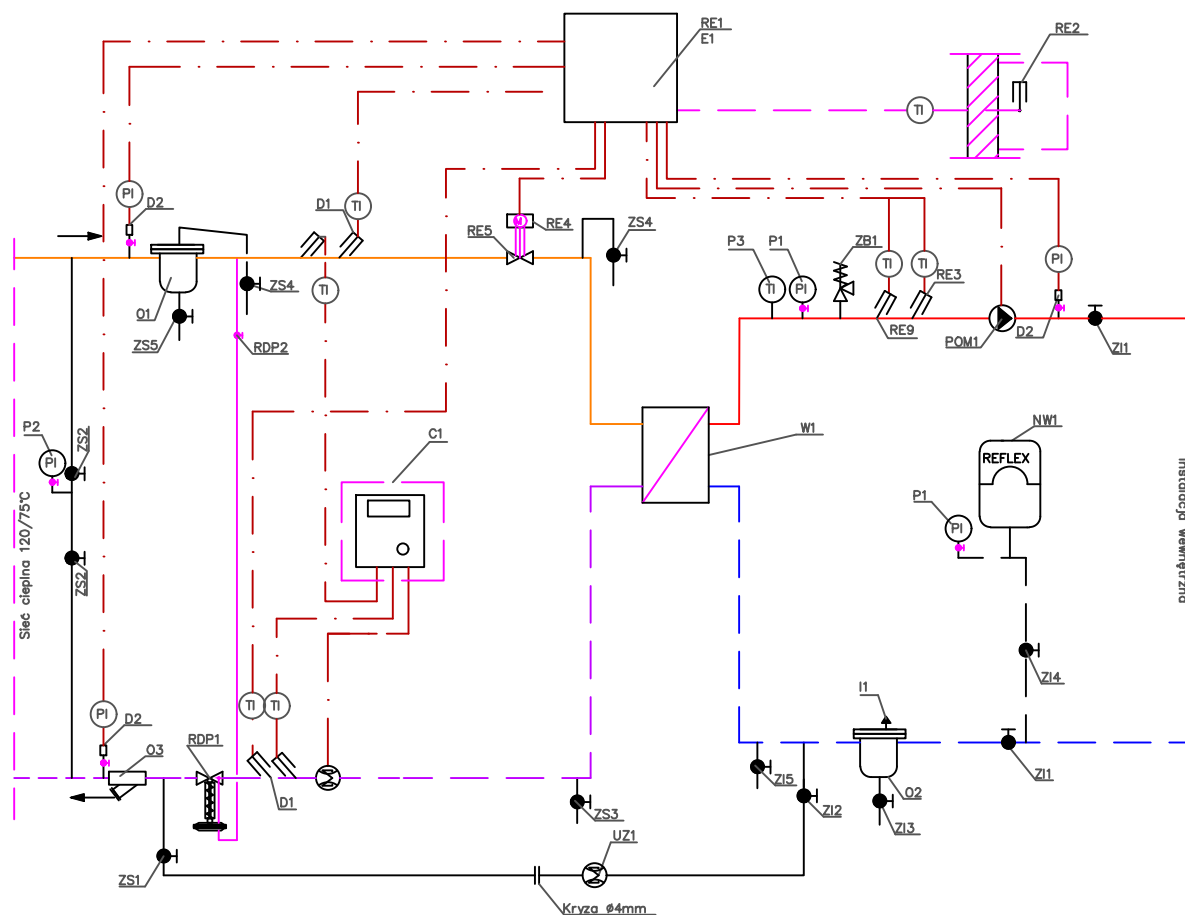 RE1
E1
RE2
TI
PI
D2
D1
TI
RE4
RE5
ZS4
P3
P1
ZB1
TI
PI
TI
TI
RE3
PI
O1
ZS4
TI
ZS5
RDP2
RE9
POM1
D2
ZI1
P2
PI
ZS2
C1
W1
NW1
REFLEX
P1
PI
ZS2
Sieć cieplna 120/75°C
Instalacja wewnętrzna
ZI4
I1
PI
D2
TI
TI
RDP1
O3
D1
ZI1
ZI5
O2
ZS3
ZI2
ZI3
UZ1
ZS1
Kryza Ø4mm
M